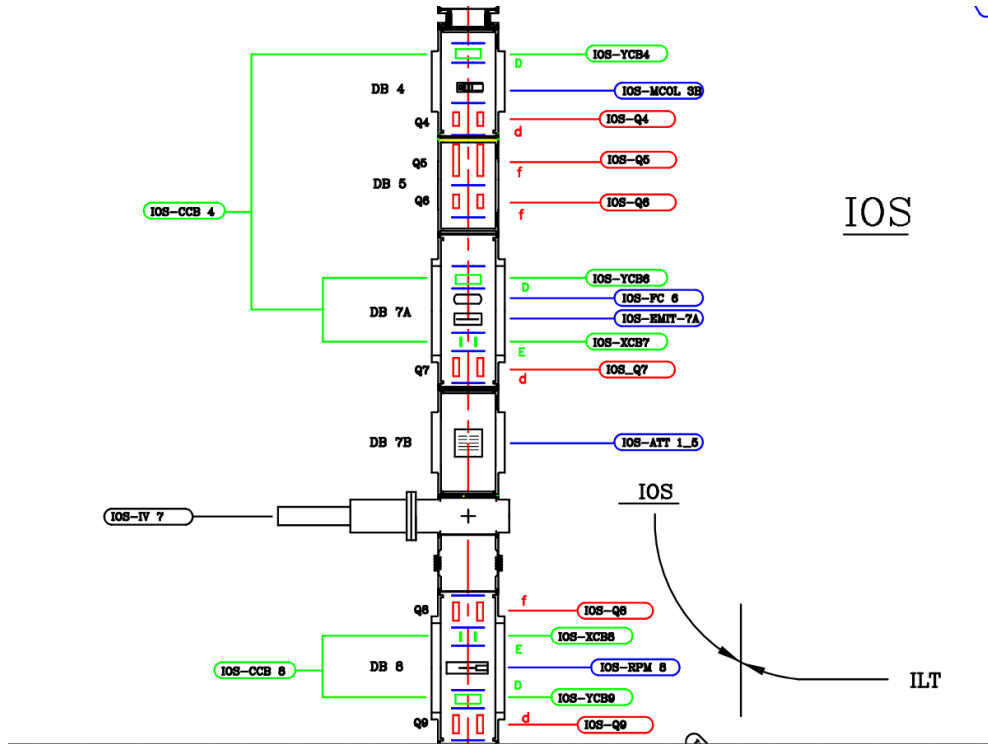 IOS-YCB4
D
DB 4
IOS-MCOL 3B
Q4
IOS-Q4
d
Q5
IOS-Q5
f
DB 5
Q6
IOS-Q6
f
IOS-CCB 4
IOS
IOS-YCB6
D
IOS-FC 6
DB 7A
IOS-EMIT-7A
IOS-XCB7
E
Q7
IOS_Q7
d
DB 7B
IOS-ATT 1_5
IOS
IOS-IV 7
f
Q8
IOS-Q8
IOS-XCB8
E
DB 8
IOS-RPM 8
IOS-CCB 8
ILT
D
IOS-YCB9
Q9
d
IOS-Q9